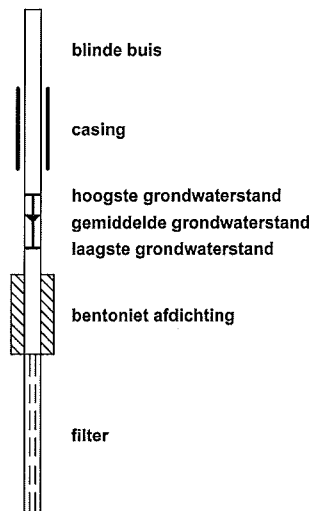 blinde buis
casing
hoogste grondwaterstand
gemiddelde grondwaterstand
laagste grondwaterstand
bentoniet afdichting
filter